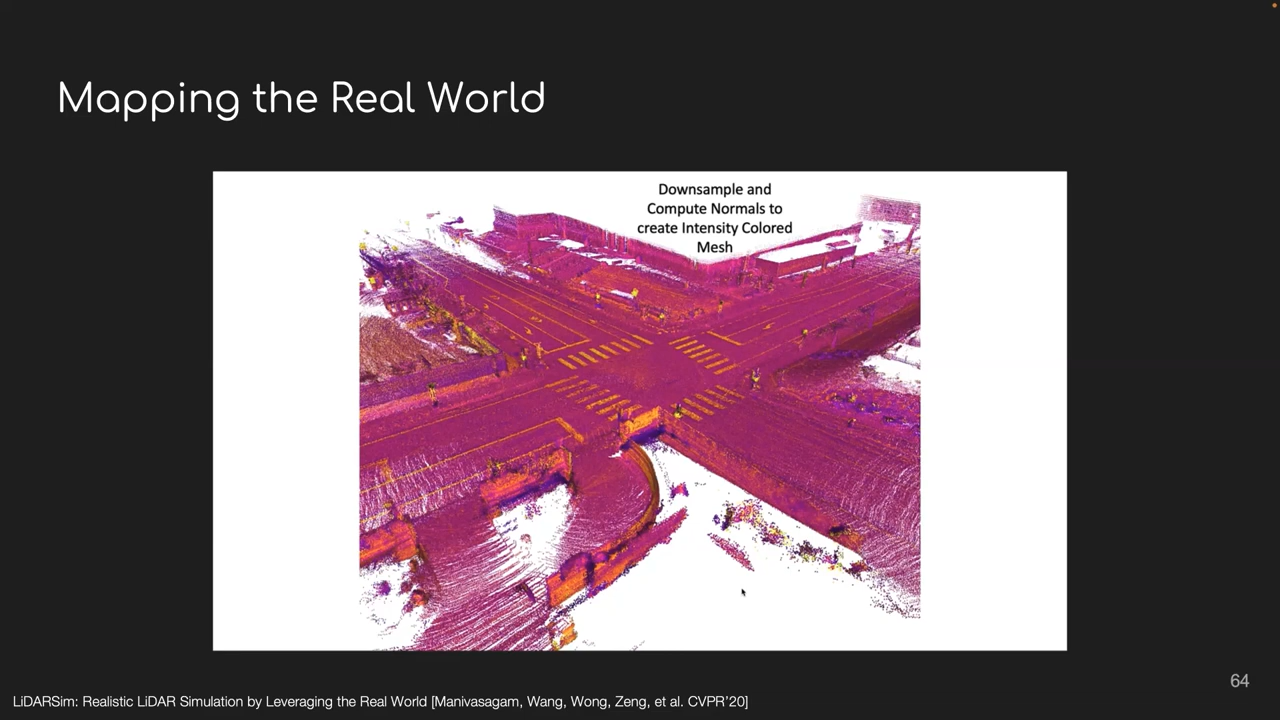 Mapping the Real World
Downsample and
Compute Normals to
create Intensity Colored
Mesh
64
LiDARSim: Realistic LiDAR Simulation by Leveraging the Real World [Manivasagam, Wang, Wong, Zeng, et al. CVPR'20]